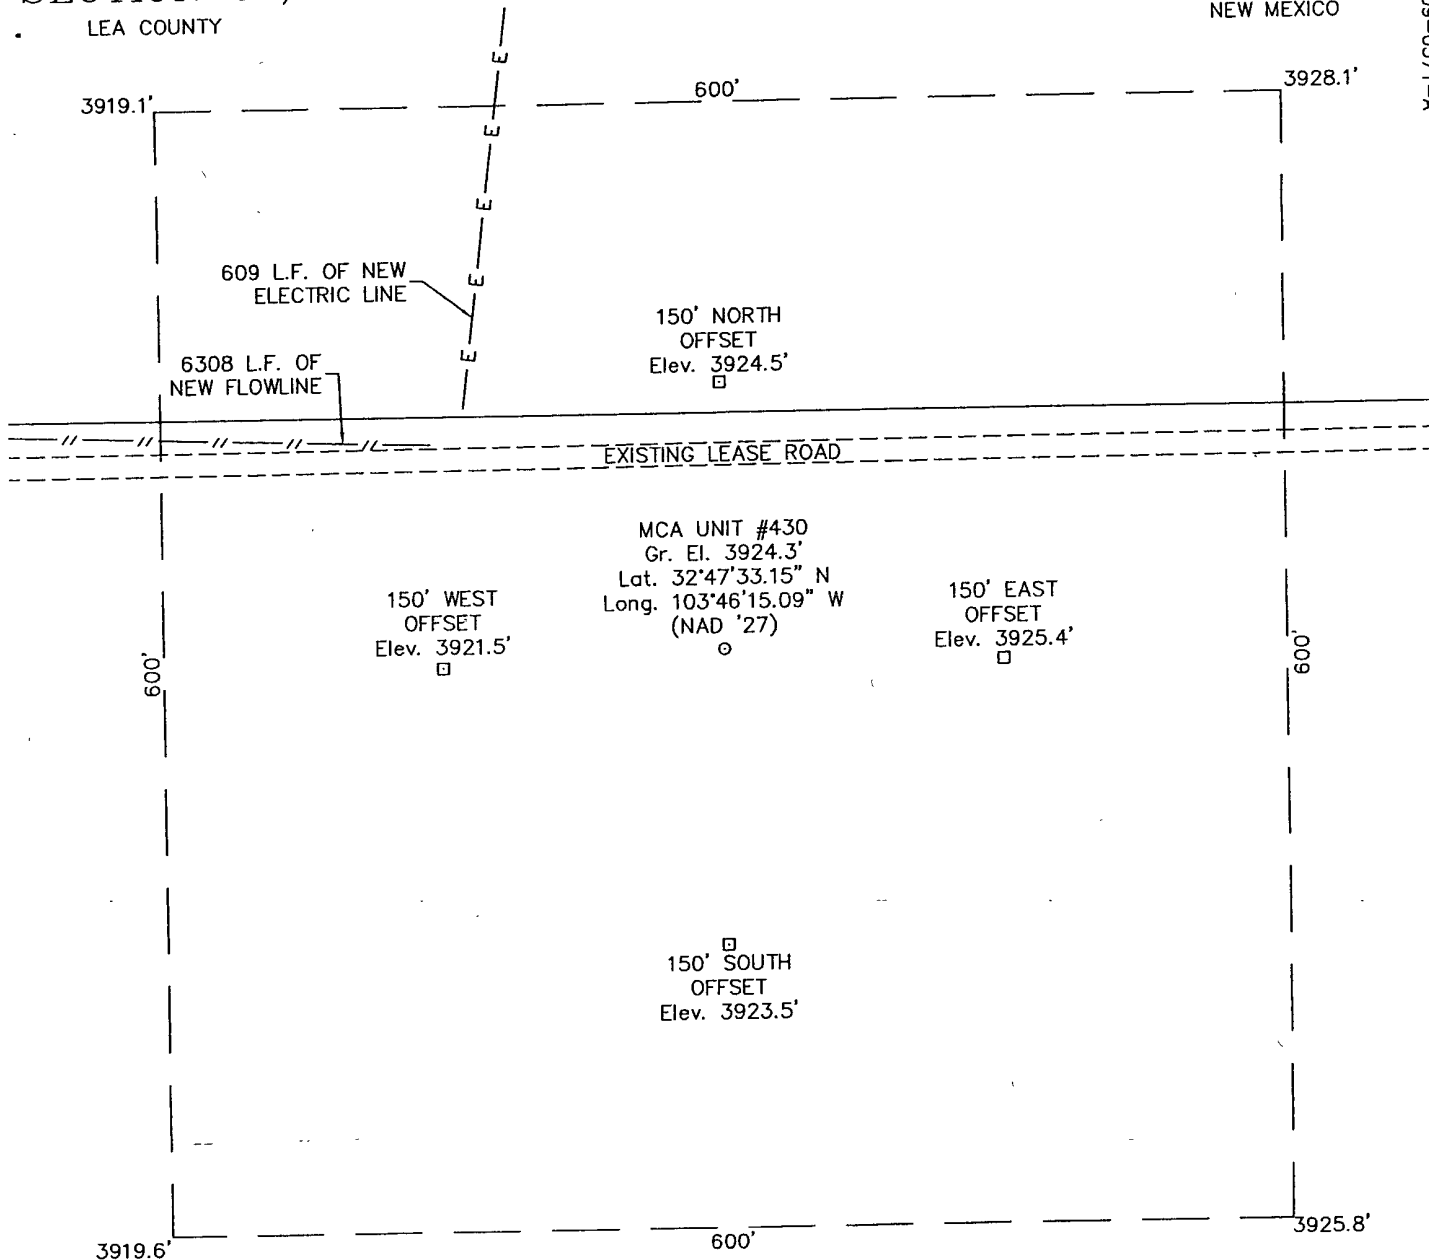 LEA COUNTY
NEW MEXICO
3919.1'
600'
3928.1'
E
E
E
E
E
609 L.F. OF NEW
ELECTRIC LINE
150' NORTH
OFFSET
Elev. 3924.5'
6308 L.F. OF
NEW FLOWLINE
EXISTING LEASE ROAD
MCA UNIT #430
Gr. El. 3924.3'
Lat. 32°47'33.15" N
Long. 103°46'15.09" W
(NAD '27)
150' WEST
OFFSET
Elev. 3921.5'
150' EAST
OFFSET
Elev. 3925.4'
600'
600'
150' SOUTH
OFFSET
Elev. 3923.5'
3919.6'
600'
3925.8'